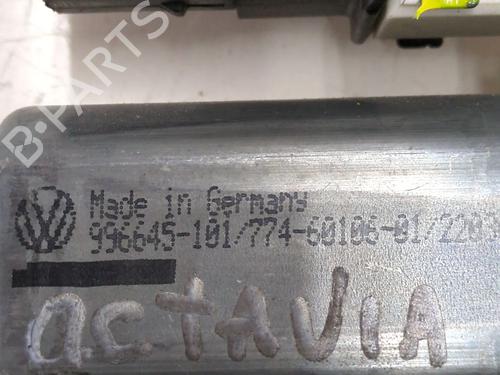 B-PARTS
Made in Germany
996645-101/774-60106-01/2203
aCTAVIA